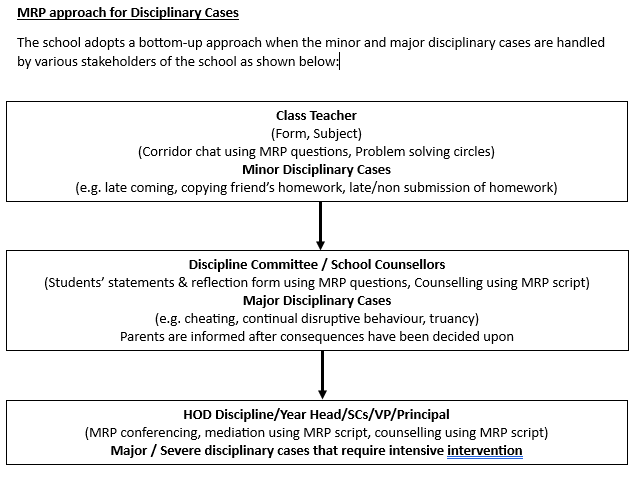 MRP approach for Disciplinary Cases
The school adopts a bottom-up approach when the minor and major disciplinary cases are handled
by various stakeholders of the school as shown below:
Class Teacher
(Form, Subject)
(Corridor chat using MRP questions, Problem solving circles)
Minor Disciplinary Cases
(e.g. late coming, copying friend's homework, late/non submission of homework)
Discipline Committee / School Counsellors
(Students' statements & reflection form using MRP questions, Counselling using MRP script)
Major Disciplinary Cases
(e.g. cheating, continual disruptive behaviour, truancy)
Parents are informed after consequences have been decided upon
HOD Discipline/Year Head/SCs/VP/Principal
(MRP conferencing, mediation using MRP script, counselling using MRP script)
Major / Severe disciplinary cases that require intensive intervention